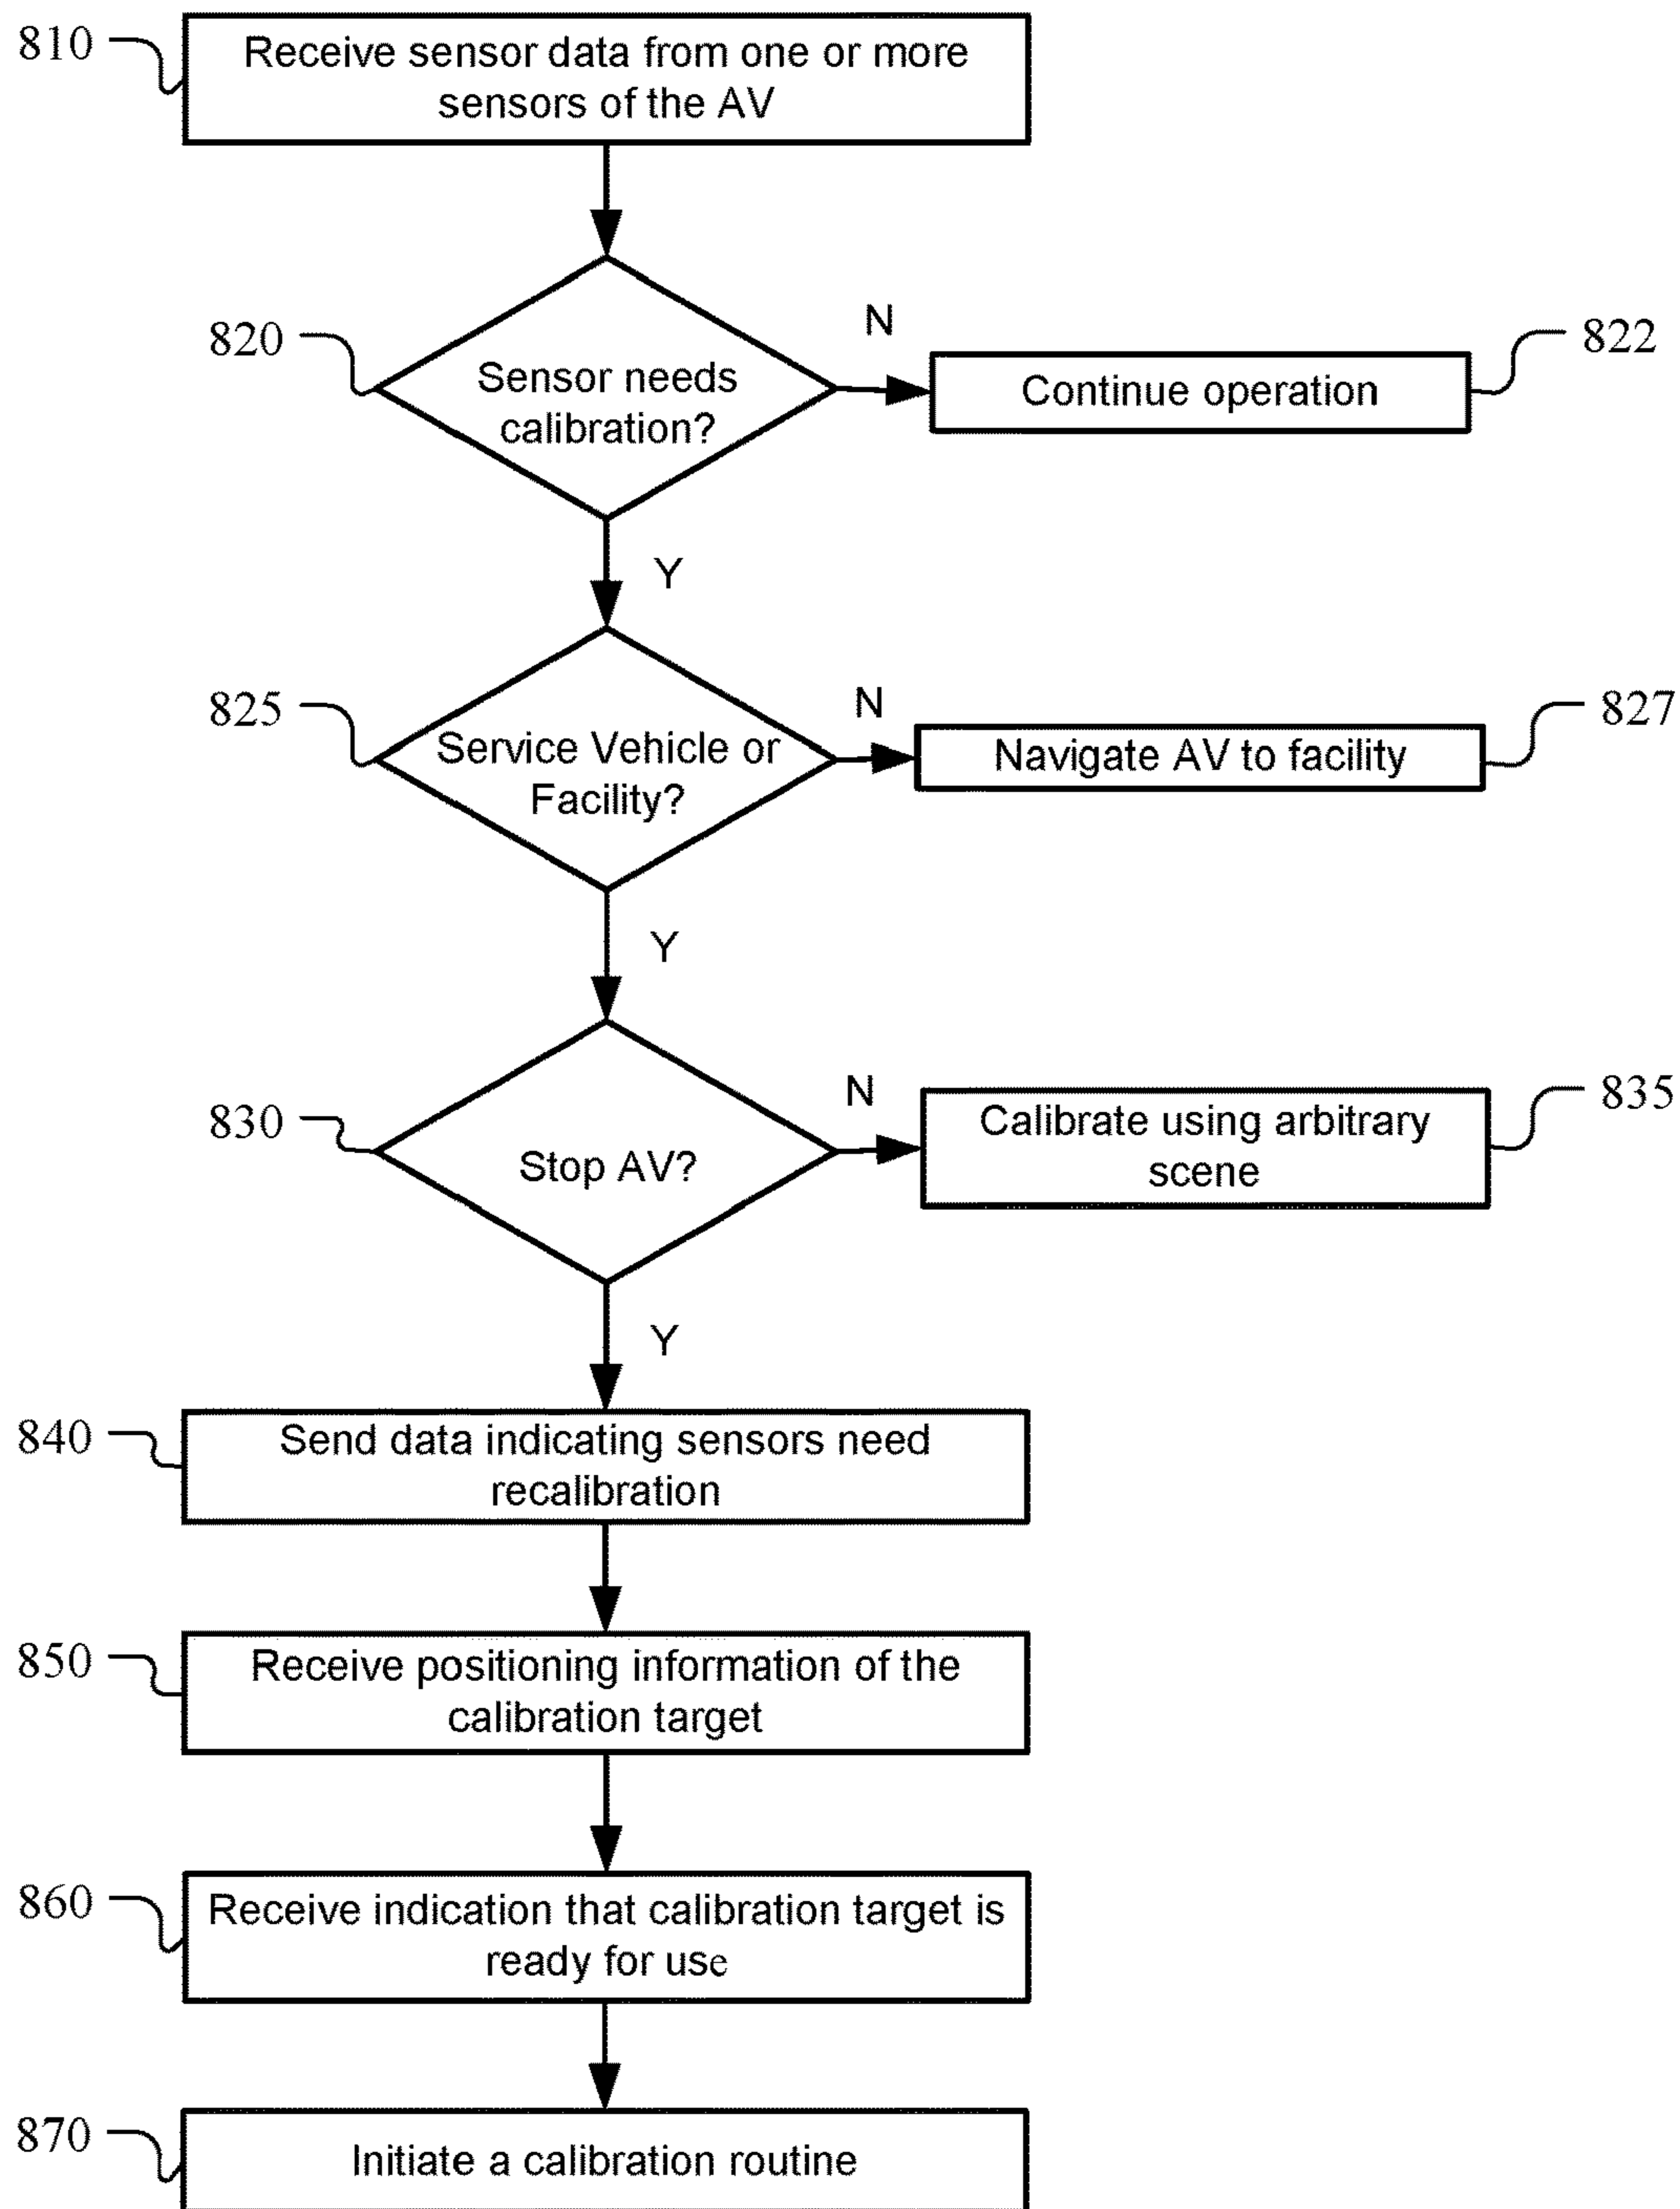 810
Receive sensor data from one or more
sensors of the AV
820
Sensor needs
calibration?
N
Continue operation
822
Y
825
Service Vehicle or
Facility?
N
Navigate AV to facility
827
Y
830
Stop AV?
N
Calibrate using arbitrary
scene
835
Y
840
Send data indicating sensors need
recalibration
850
Receive positioning information of the
calibration target
860
Receive indication that calibration target is
ready for use
870
Initiate a calibration routine